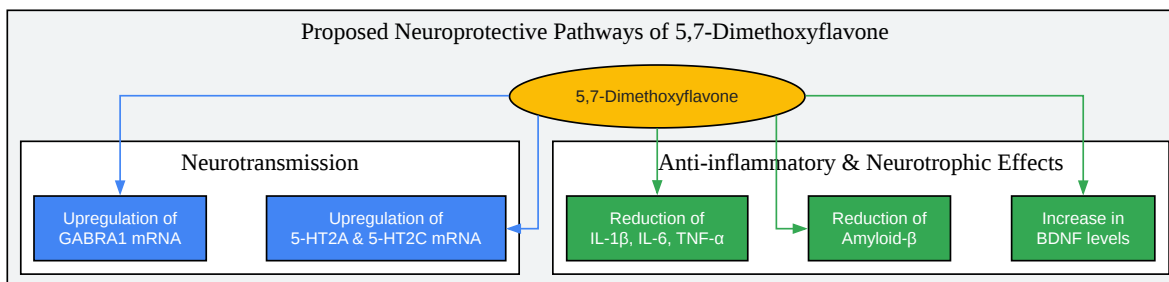 Proposed Neuroprotective Pathways of 5,7-Dimethoxyflavone
5,7-Dimethoxyflavone
Neurotransmission
Anti-inflammatory & Neurotrophic Effects
Upregulation of
GABRA1 mRNA
Upregulation of
5-HT2A & 5-HT2C mRNA
Reduction of
IL-1β, IL-6, TNF-α
Reduction of
Amyloid-β
Increase in
BDNF levels